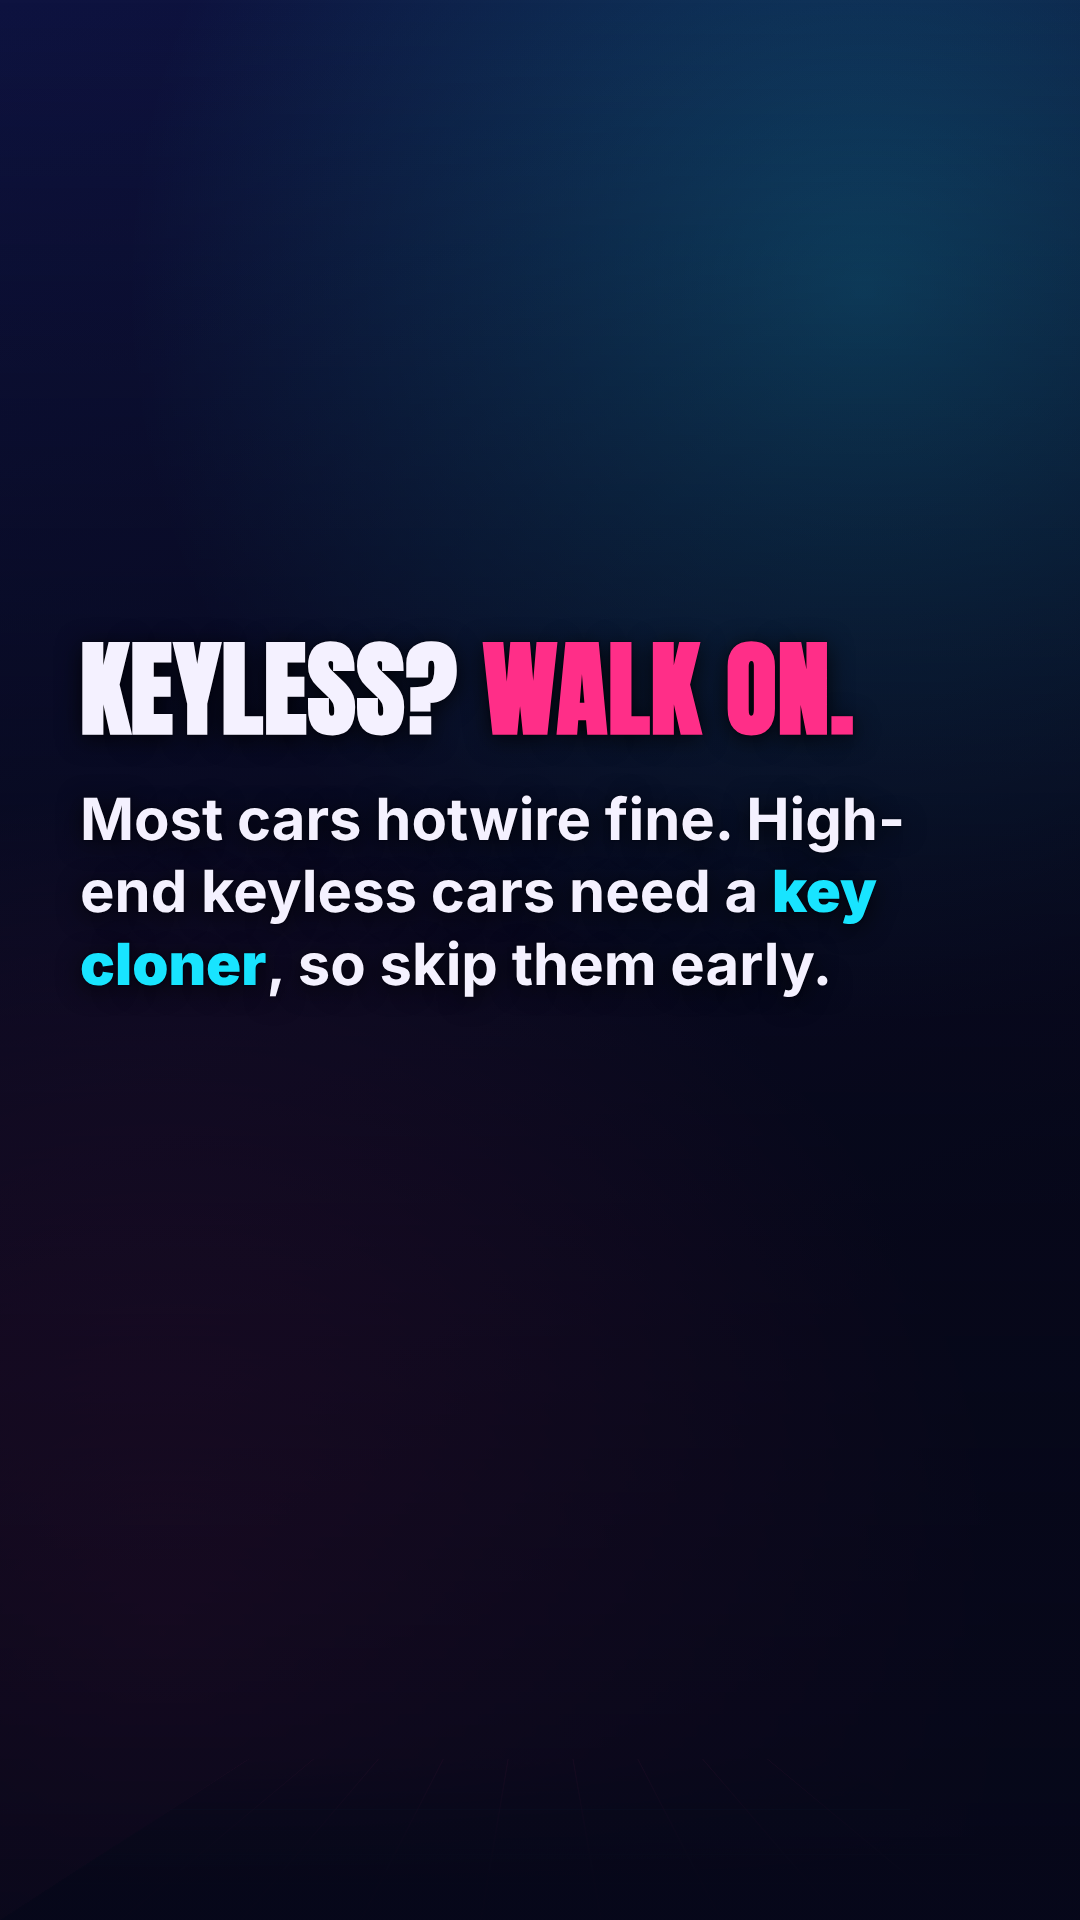 KEYLESS? WALK ON.
Most cars hotwire fine. High-
end keyless cars need a key
cloner, so skip them early.